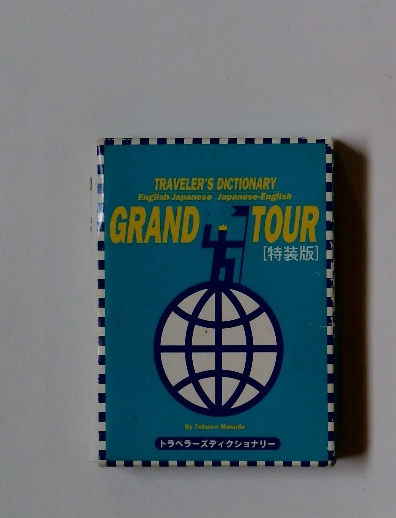 TRAVELER'S DICTIONARY
English-Japanese Japanese-English
GRAND TOUR
[特装版]
By Tetsuro Masuda
トラベラーズディクショナリー